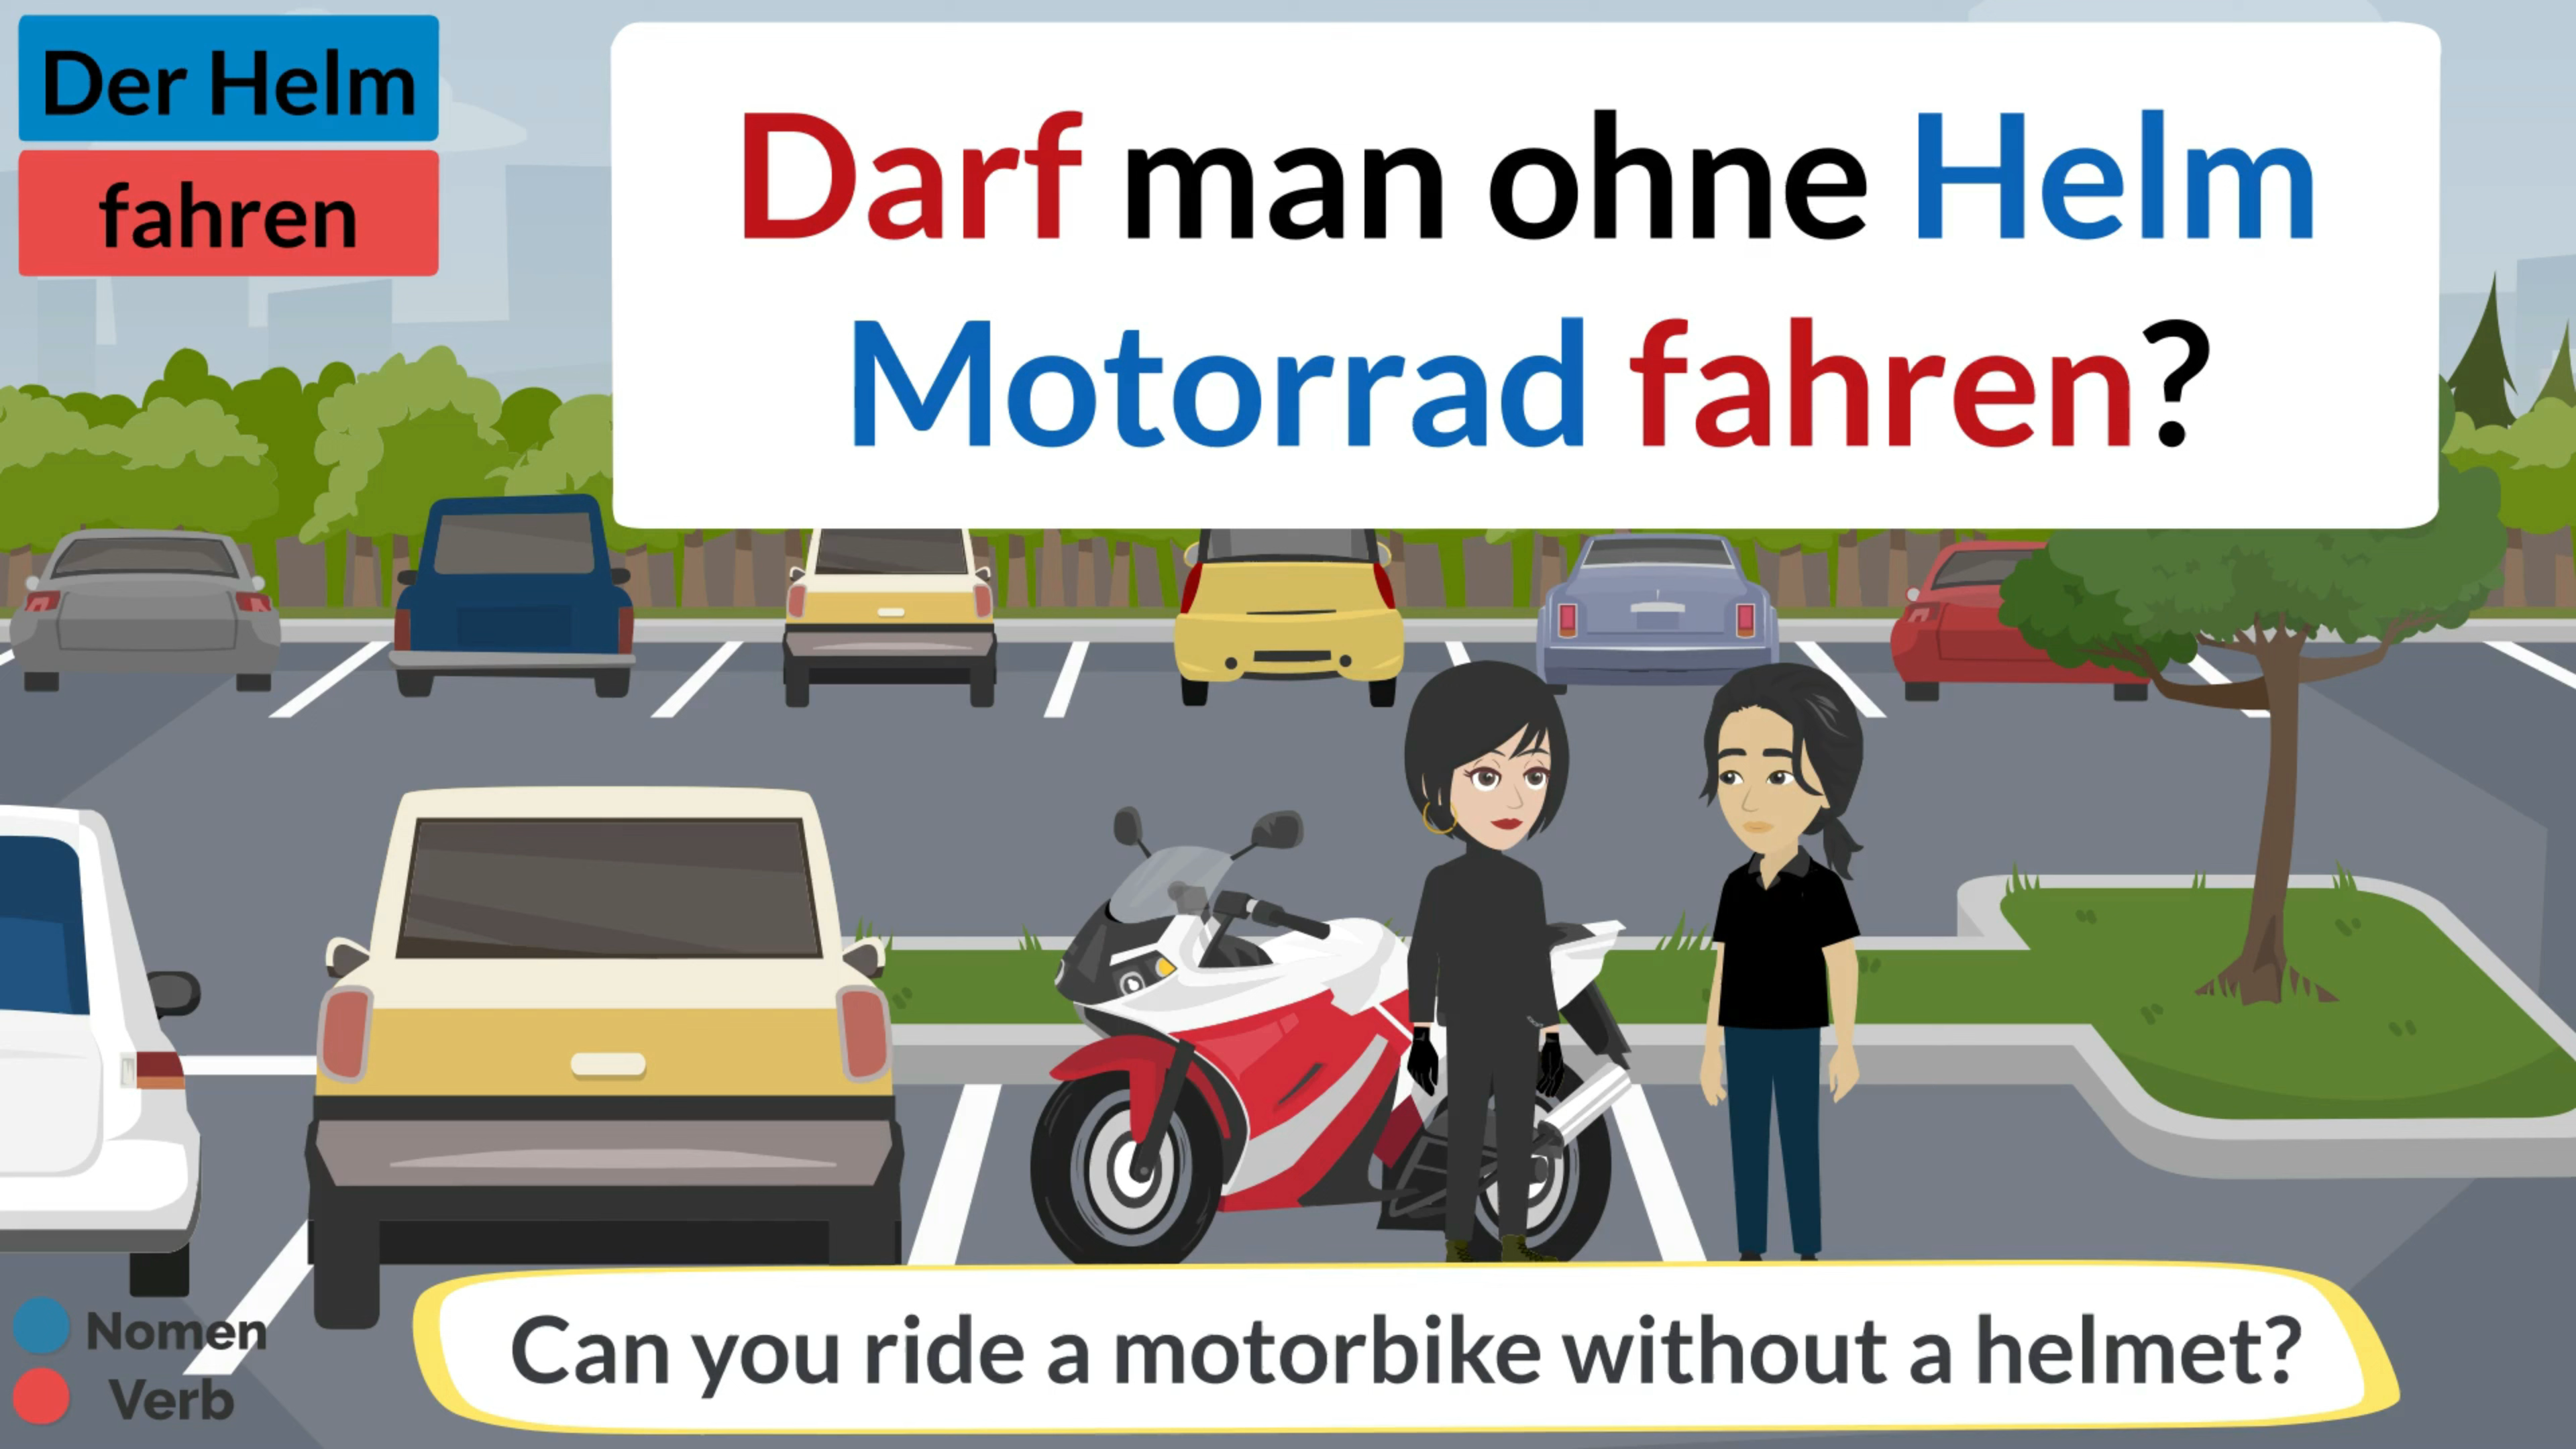 Der Helm
fahren
Darf man ohne Helm
Motorrad fahren?
Nomen
Verb
Can you ride a motorbike without a helmet?